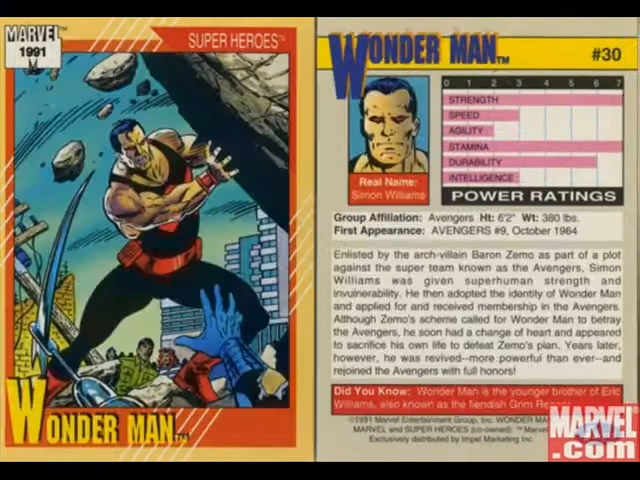 MARVEL™
1991
M
SUPER HEROES™
WONDER MAN™
WONDER MAN™
#30
0 1 2 3 4 5 6 7
STRENGTH
SPEED
AGILITY
STAMINA
DURABILITY
INTELLIGENCE
POWER RATINGS
Real Name:
Simon Williams
Group Affiliation: Avengers Ht: 6'2" Wt: 380 lbs.
First Appearance: AVENGERS #9, October 1964
Enlisted by the arch-villain Baron Zemo as part of a plot
against the super team known as the Avengers, Simon
Williams was given superhuman strength and
invulnerability. He then adopted the identity of Wonder Man
and applied for and received membership in the Avengers.
Although Zemo's scheme called for Wonder Man to betray
the Avengers, he soon had a change of heart and appeared
to sacrifice his own life to defeat Zemo's plan. Years later,
however, he was revived--more powerful than ever--and
rejoined the Avengers with full honors!
Did You Know: Wonder Man is the younger brother of Eric
Williams, also known as the fiendish Grim
©1991 Marvel Entertainment Group, Inc. WONDER
MARVEL and SUPER HEROES (co-owned): ™
Exclusively distributed by Impel Marketing Inc.
MARVEL
.com